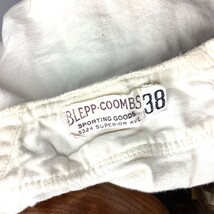 BLEPP-COOMBS 38
SPORTING GOODS
5324 SUPERIOR AVE.